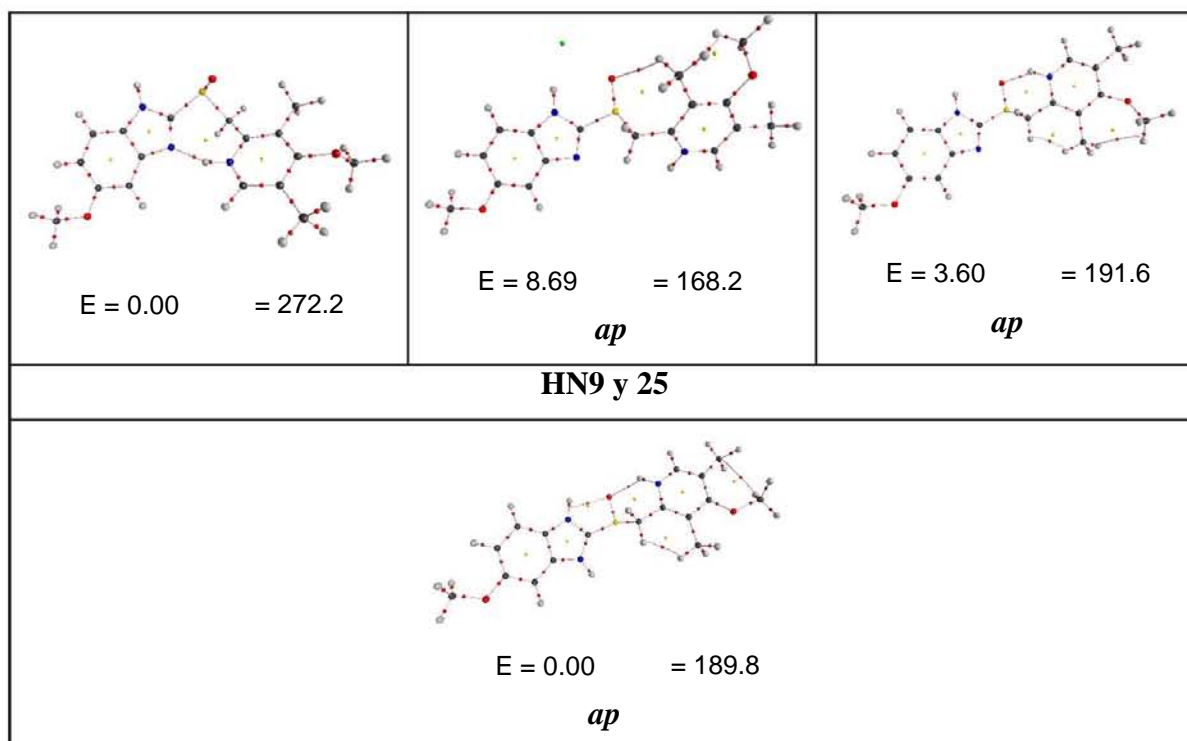 E = 0.00 = 272.2
E = 8.69 = 168.2
ap
E = 3.60 = 191.6
ap
HN9 y 25
E = 0.00 = 189.8
ap